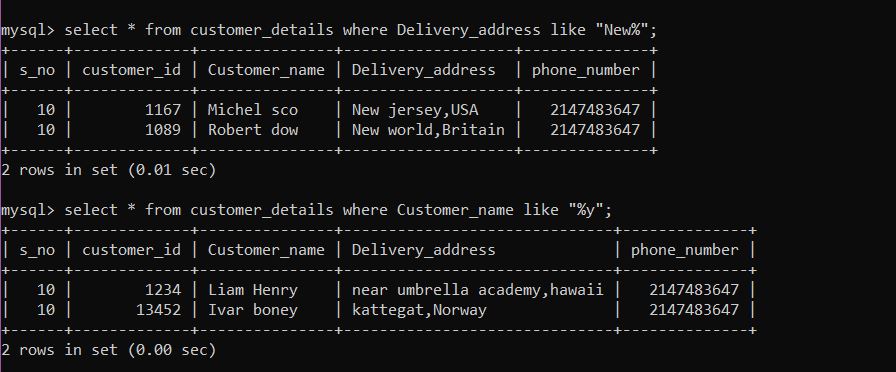 mysql> select * from customer_details where Delivery_address like "New%";
+------+-------------+---------------+-------------------+--------------+
| s_no | customer_id | Customer_name | Delivery_address  | phone_number |
+------+-------------+---------------+-------------------+--------------+
|   10 |        1167 | Michel sco    | New jersey,USA    |   2147483647 |
|   10 |        1089 | Robert dow    | New world,Britain |   2147483647 |
+------+-------------+---------------+-------------------+--------------+
2 rows in set (0.01 sec)

mysql> select * from customer_details where Customer_name like "%y";
+------+-------------+---------------+------------------------------+--------------+
| s_no | customer_id | Customer_name | Delivery_address             | phone_number |
+------+-------------+---------------+------------------------------+--------------+
|   10 |        1234 | Liam Henry    | near umbrella academy,hawaii |   2147483647 |
|   10 |       13452 | Ivar boney    | kattegat,Norway              |   2147483647 |
+------+-------------+---------------+------------------------------+--------------+
2 rows in set (0.00 sec)